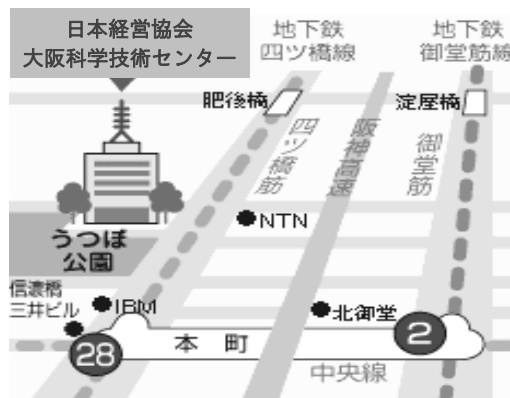 日本経営協会
大阪科学技術センター
地下鉄
四ツ橋線
地下鉄
御堂筋線
肥後橋
淀屋橋
四ツ橋筋
阪神高速
御堂筋
NTN
うつぼ
公園
信濃橋
三井ビル
IBM
北御堂
28
本町
2
中央線